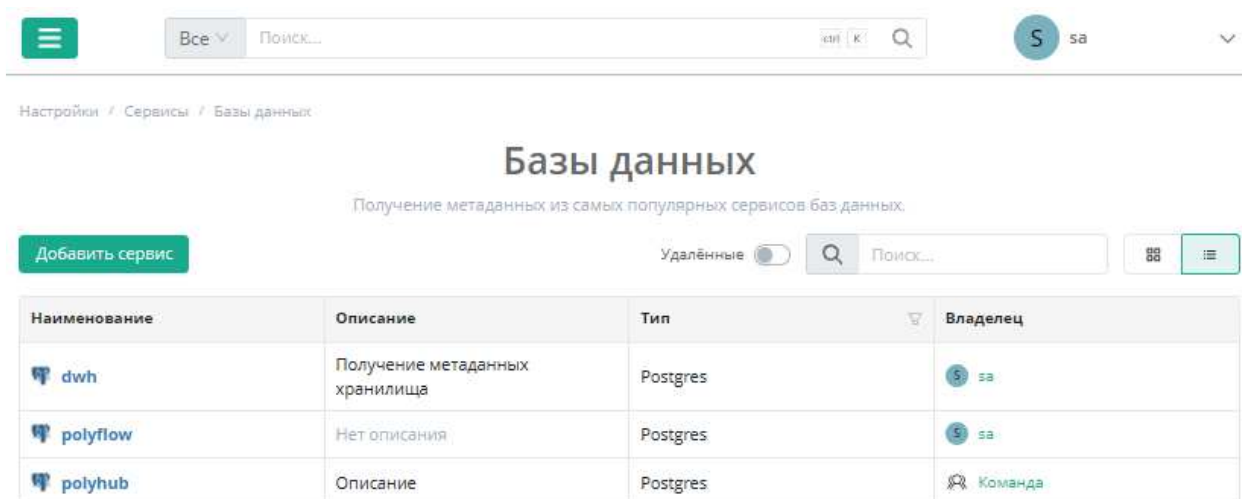 Все Поиск... ctrl K S sa
Настройки / Сервисы / Базы данных
Базы данных
Получение метаданных из самых популярных сервисов баз данных.
Добавить сервис Удалённые Поиск...
Наименование Описание Тип Владелец
dwh Получение метаданных хранилища Postgres S sa
polyflow Нет описания Postgres S sa
polyhub Описание Postgres Команда